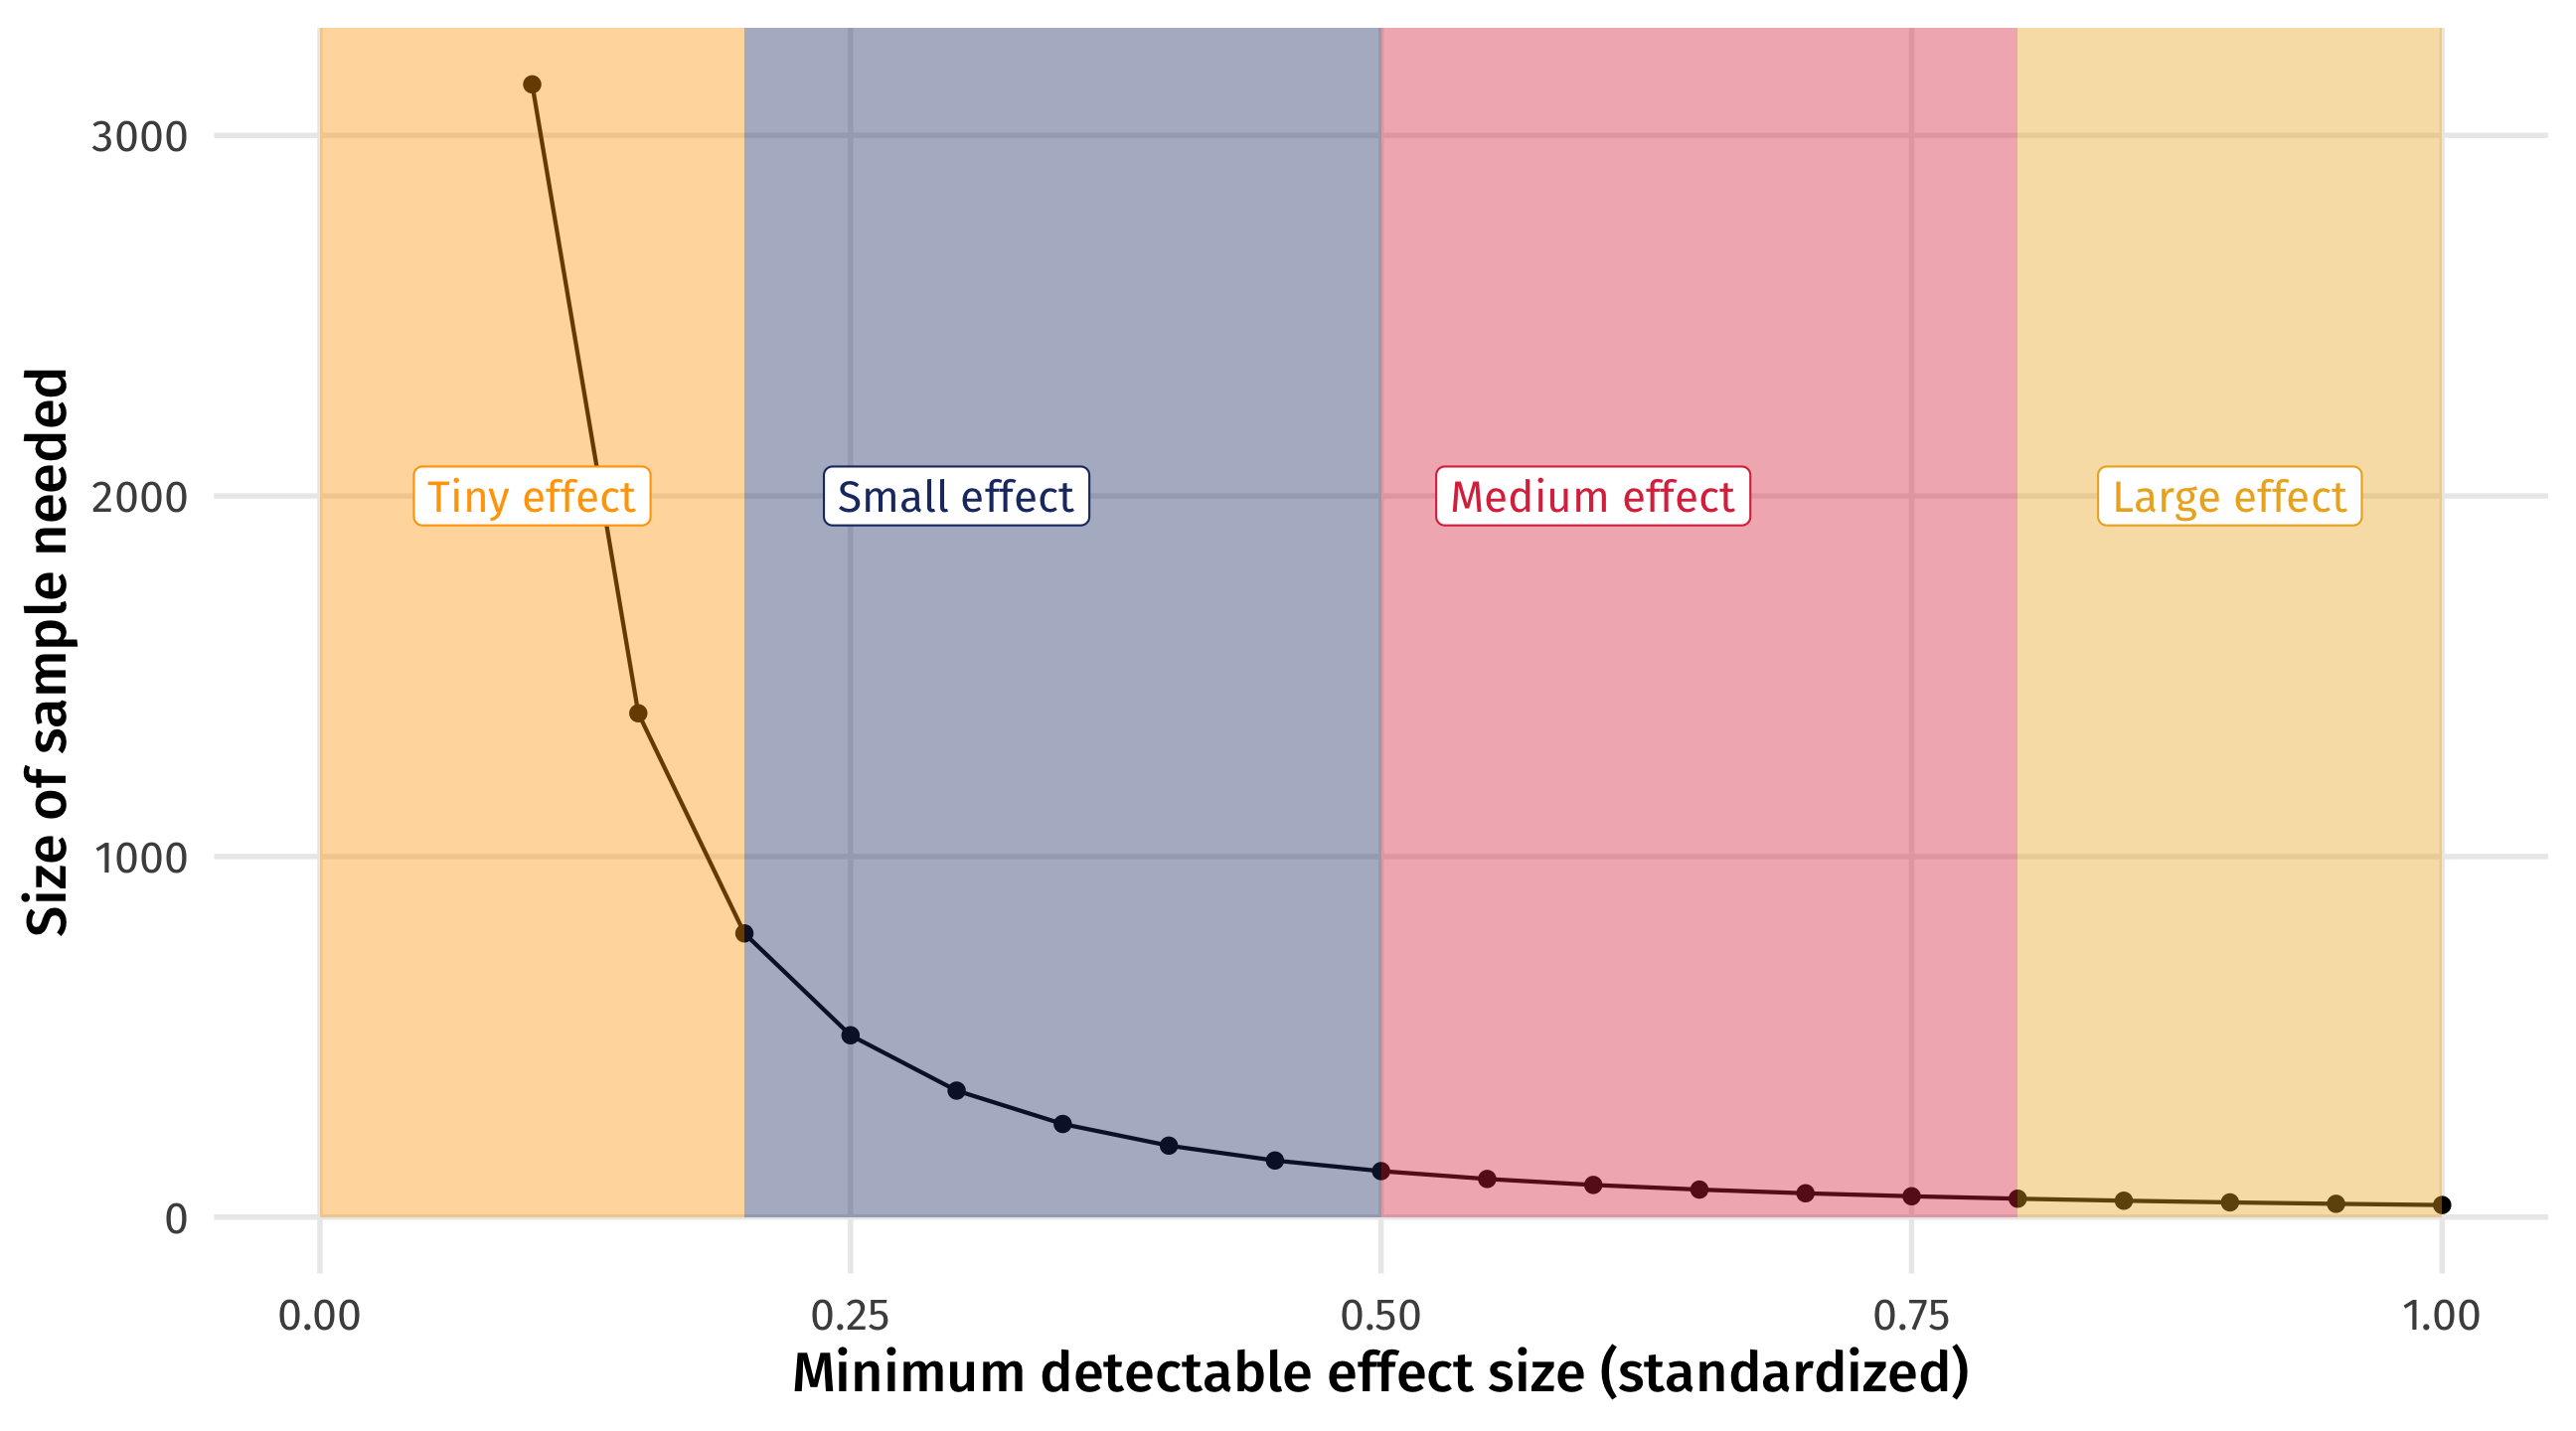 Size of sample needed
3000
2000
1000
0
Tiny effect
Small effect
Medium effect
Large effect
0.00
0.25
0.50
0.75
1.00
Minimum detectable effect size (standardized)